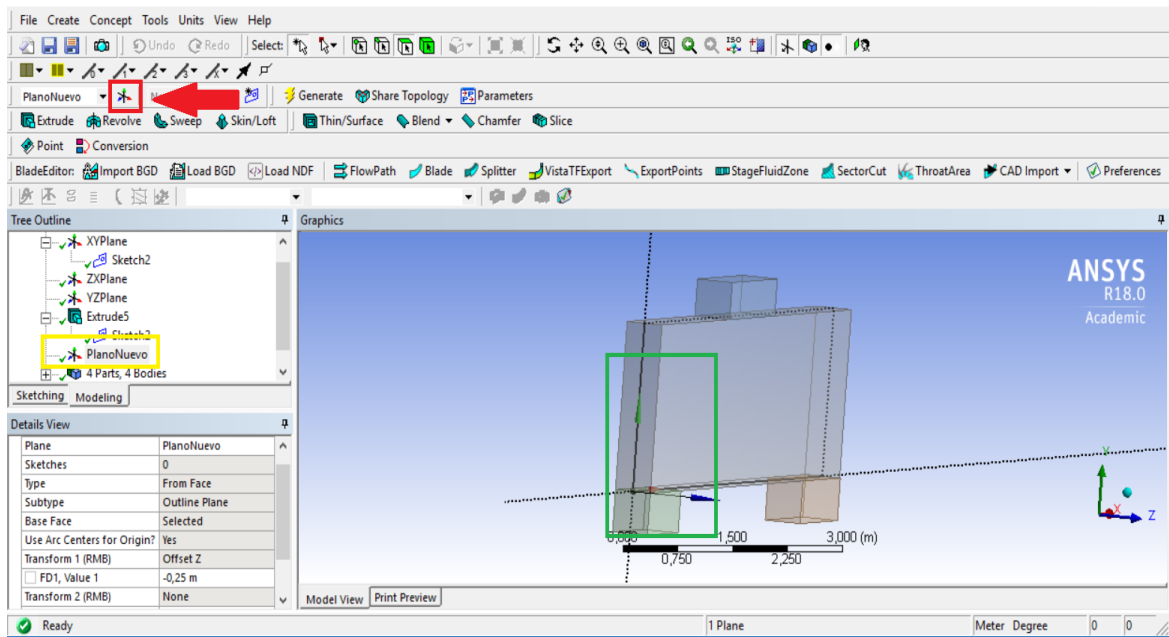 File Create Concept Tools Units View Help
Undo Redo Select:
PlanoNuevo Generate Share Topology Parameters
Extrude Revolve Sweep Skin/Loft Thin/Surface Blend Chamfer Slice
Point Conversion
BladeEditor: Import BGD Load BGD Load NDF FlowPath Blade Splitter VistaTFExport ExportPoints StageFluidZone SectorCut ThroatArea CAD Import Preferences
Tree Outline
Graphics
XYPlane
Sketch2
ZXPlane
YZPlane
Extrude5
Sketch2
PlanoNuevo
4 Parts, 4 Bodies
Sketching Modeling
Details View
Plane PlanoNuevo
Sketches 0
Type From Face
Subtype Outline Plane
Base Face Selected
Use Arc Centers for Origin? Yes
Transform 1 (RMB) Offset Z
FD1, Value 1 -0,25 m
Transform 2 (RMB) None
ANSYS
R18.0
Academic
Y
X
Z
0,000 1,500 3,000 (m)
0,750 2,250
Model View Print Preview
Ready 1 Plane Meter Degree 0 0